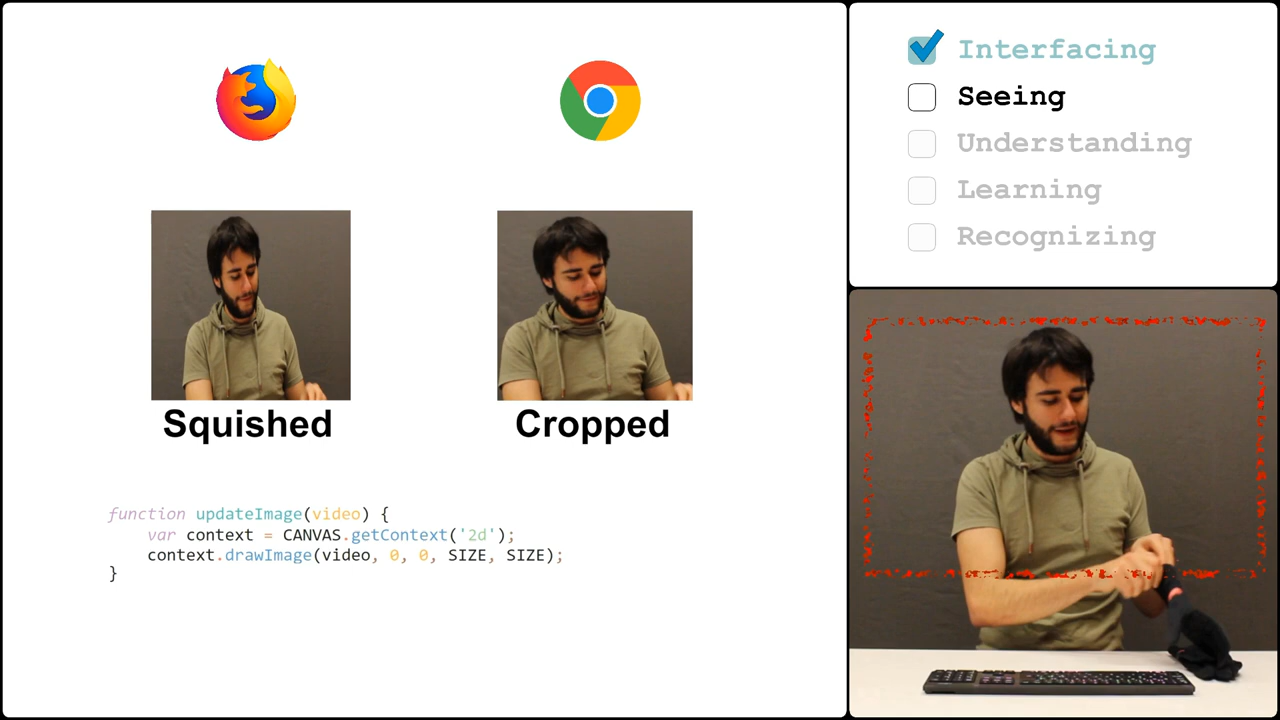 Squished
Cropped
function updateImage(video) {
    var context = CANVAS.getContext('2d');
    context.drawImage(video, 0, 0, SIZE, SIZE);
}
Interfacing
Seeing
Understanding
Learning
Recognizing